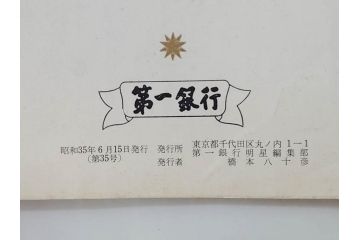 第一銀行
昭和35年6月15日発行 発行所 東京都千代田区丸ノ内1−1
(第35号) 第一銀行明星編集部
発行者 橋本八十彦